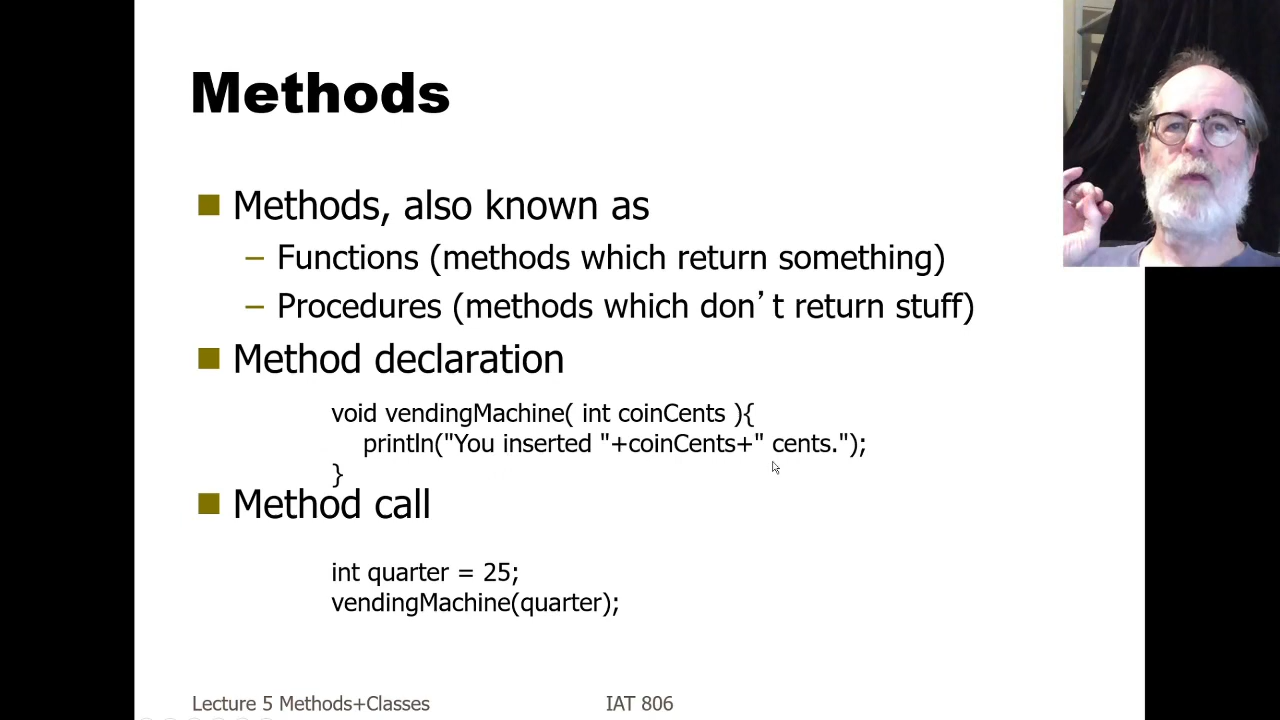 Methods
Methods, also known as
– Functions (methods which return something)
– Procedures (methods which don’t return stuff)
Method declaration
void vendingMachine( int coinCents ){
println("You inserted "+coinCents+" cents.");
}
Method call
int quarter = 25;
vendingMachine(quarter);
Lecture 5 Methods+Classes
IAT 806